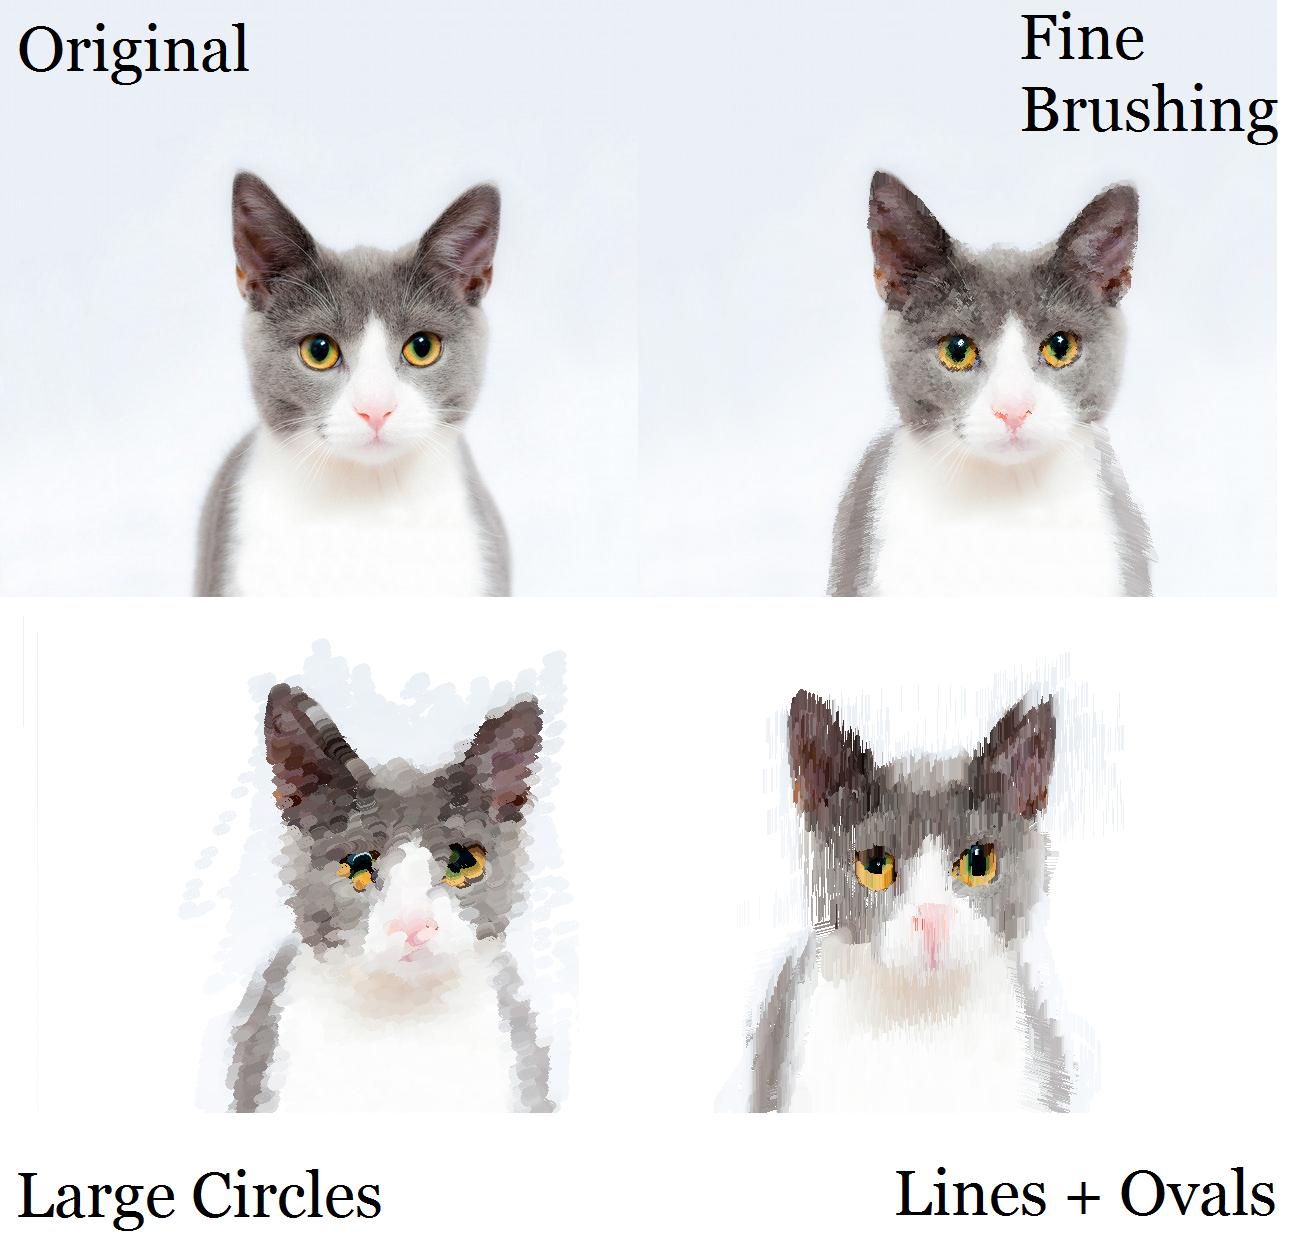 Original
Fine
Brushing
Large Circles
Lines + Ovals